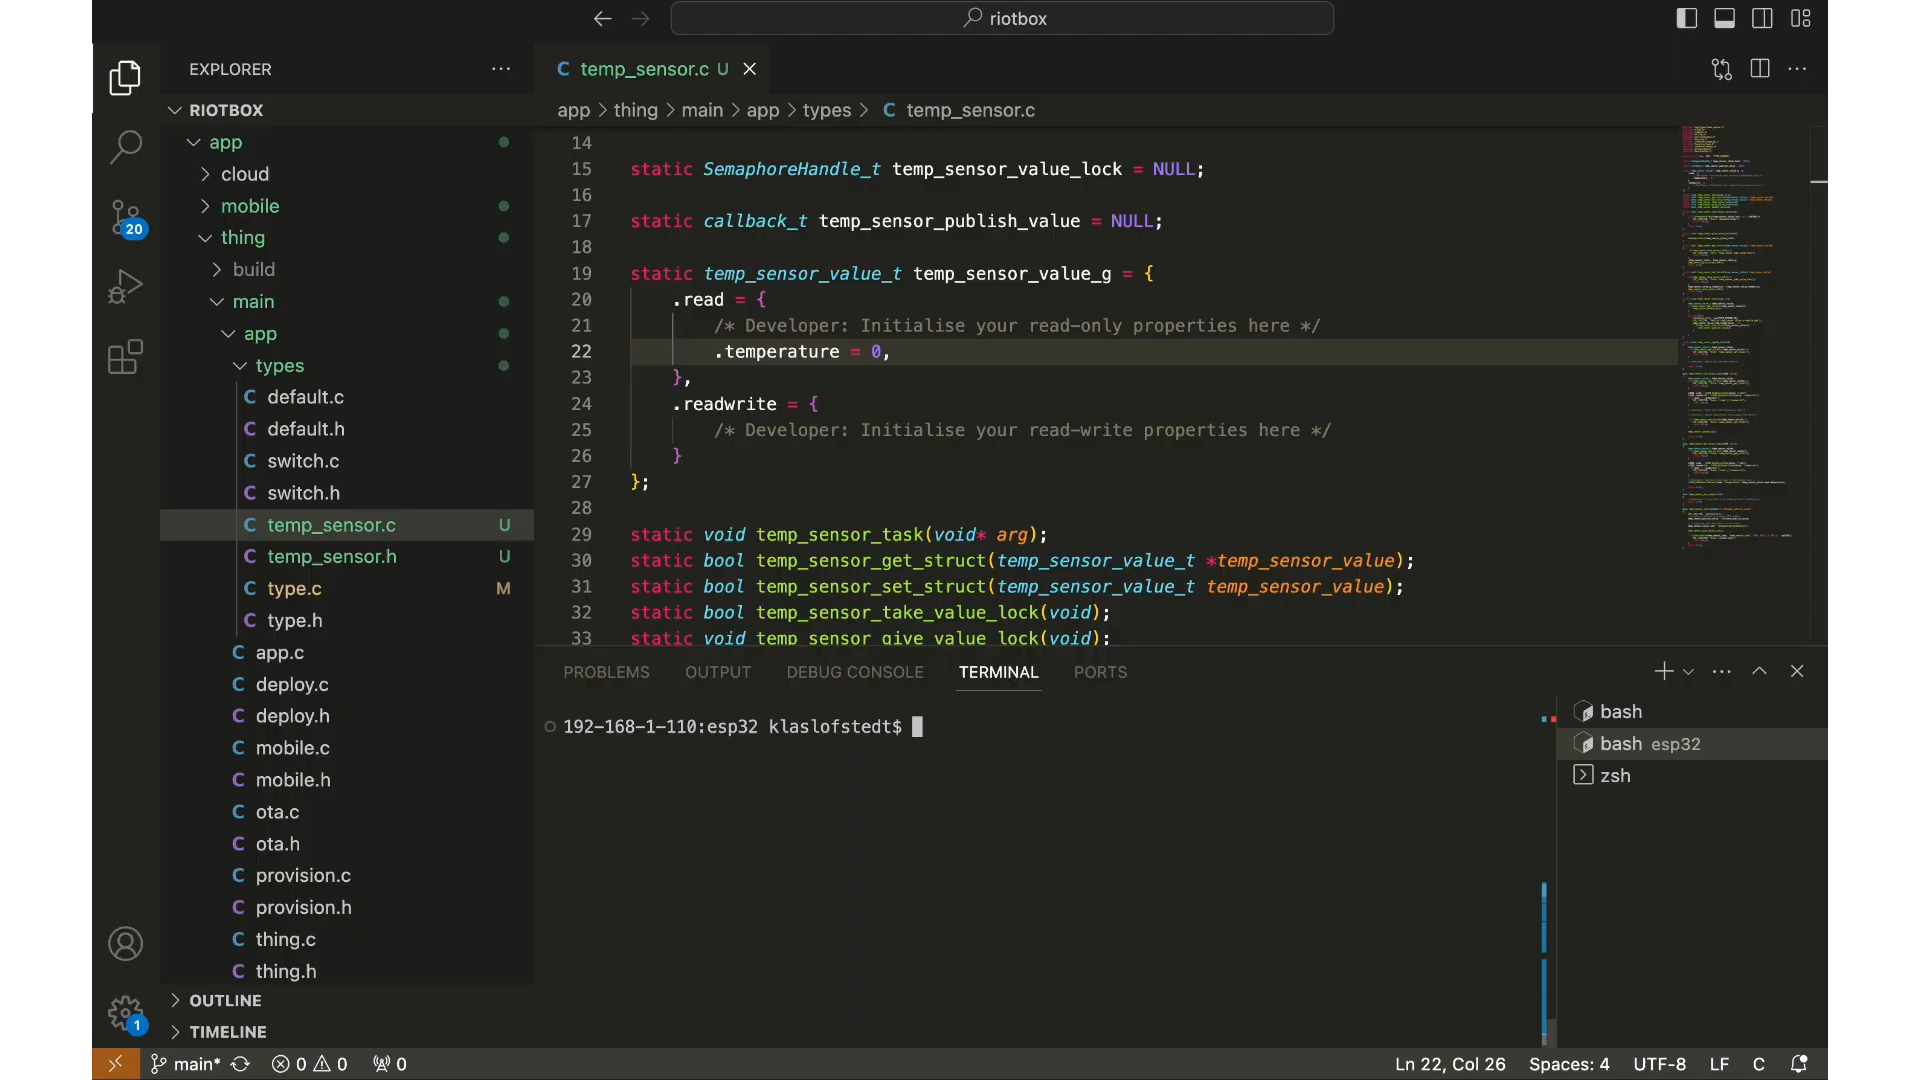 riotbox
EXPLORER
RIOTBOX
app
cloud
mobile
thing
build
main
app
types
C default.c
C default.h
C switch.c
C switch.h
C temp_sensor.c U
C temp_sensor.h U
C type.c M
C type.h
C app.c
C deploy.c
C deploy.h
C mobile.c
C mobile.h
C ota.c
C ota.h
C provision.c
C provision.h
C thing.c
C thing.h
OUTLINE
TIMELINE
20
1
C temp_sensor.c U
app > thing > main > app > types > C temp_sensor.c
14
15 static SemaphoreHandle_t temp_sensor_value_lock = NULL;
16
17 static callback_t temp_sensor_publish_value = NULL;
18
19 static temp_sensor_value_t temp_sensor_value_g = {
20 .read = {
21 /* Developer: Initialise your read-only properties here */
22 .temperature = 0,
23 },
24 .readwrite = {
25 /* Developer: Initialise your read-write properties here */
26 }
27 };
28
29 static void temp_sensor_task(void* arg);
30 static bool temp_sensor_get_struct(temp_sensor_value_t *temp_sensor_value);
31 static bool temp_sensor_set_struct(temp_sensor_value_t temp_sensor_value);
32 static bool temp_sensor_take_value_lock(void);
33 static void temp_sensor_give_value_lock(void);
PROBLEMS OUTPUT DEBUG CONSOLE TERMINAL PORTS
192-168-1-110:esp32 klaslofstedt$
bash
bash esp32
zsh
main* 0 0 0
Ln 22, Col 26 Spaces: 4 UTF-8 LF C